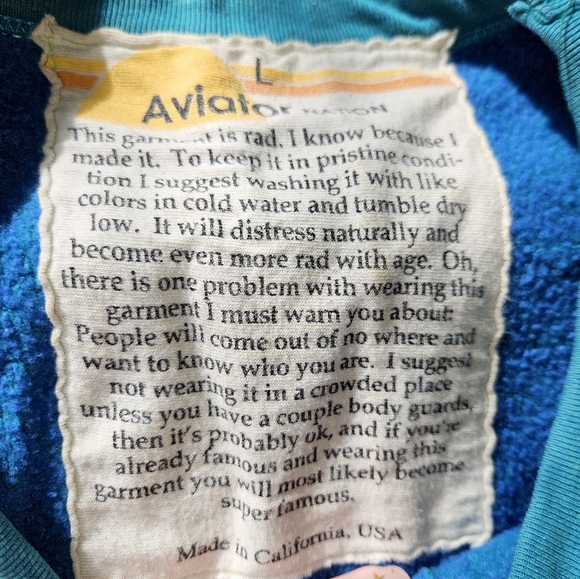 L
Aviator NATION
This garment is rad. I know because I
made it. To keep it in pristine condi-
tion I suggest washing it with like
colors in cold water and tumble dry
low. It will distress naturally and
become even more rad with age. Oh,
there is one problem with wearing this
garment I must warn you about:
People will come out of no where and
want to know who you are. I suggest
not wearing it in a crowded place
unless you have a couple body guards,
then it's probably ok, and if you're
already famous and wearing this
garment you will most likely become
super famous.
Made in California, USA